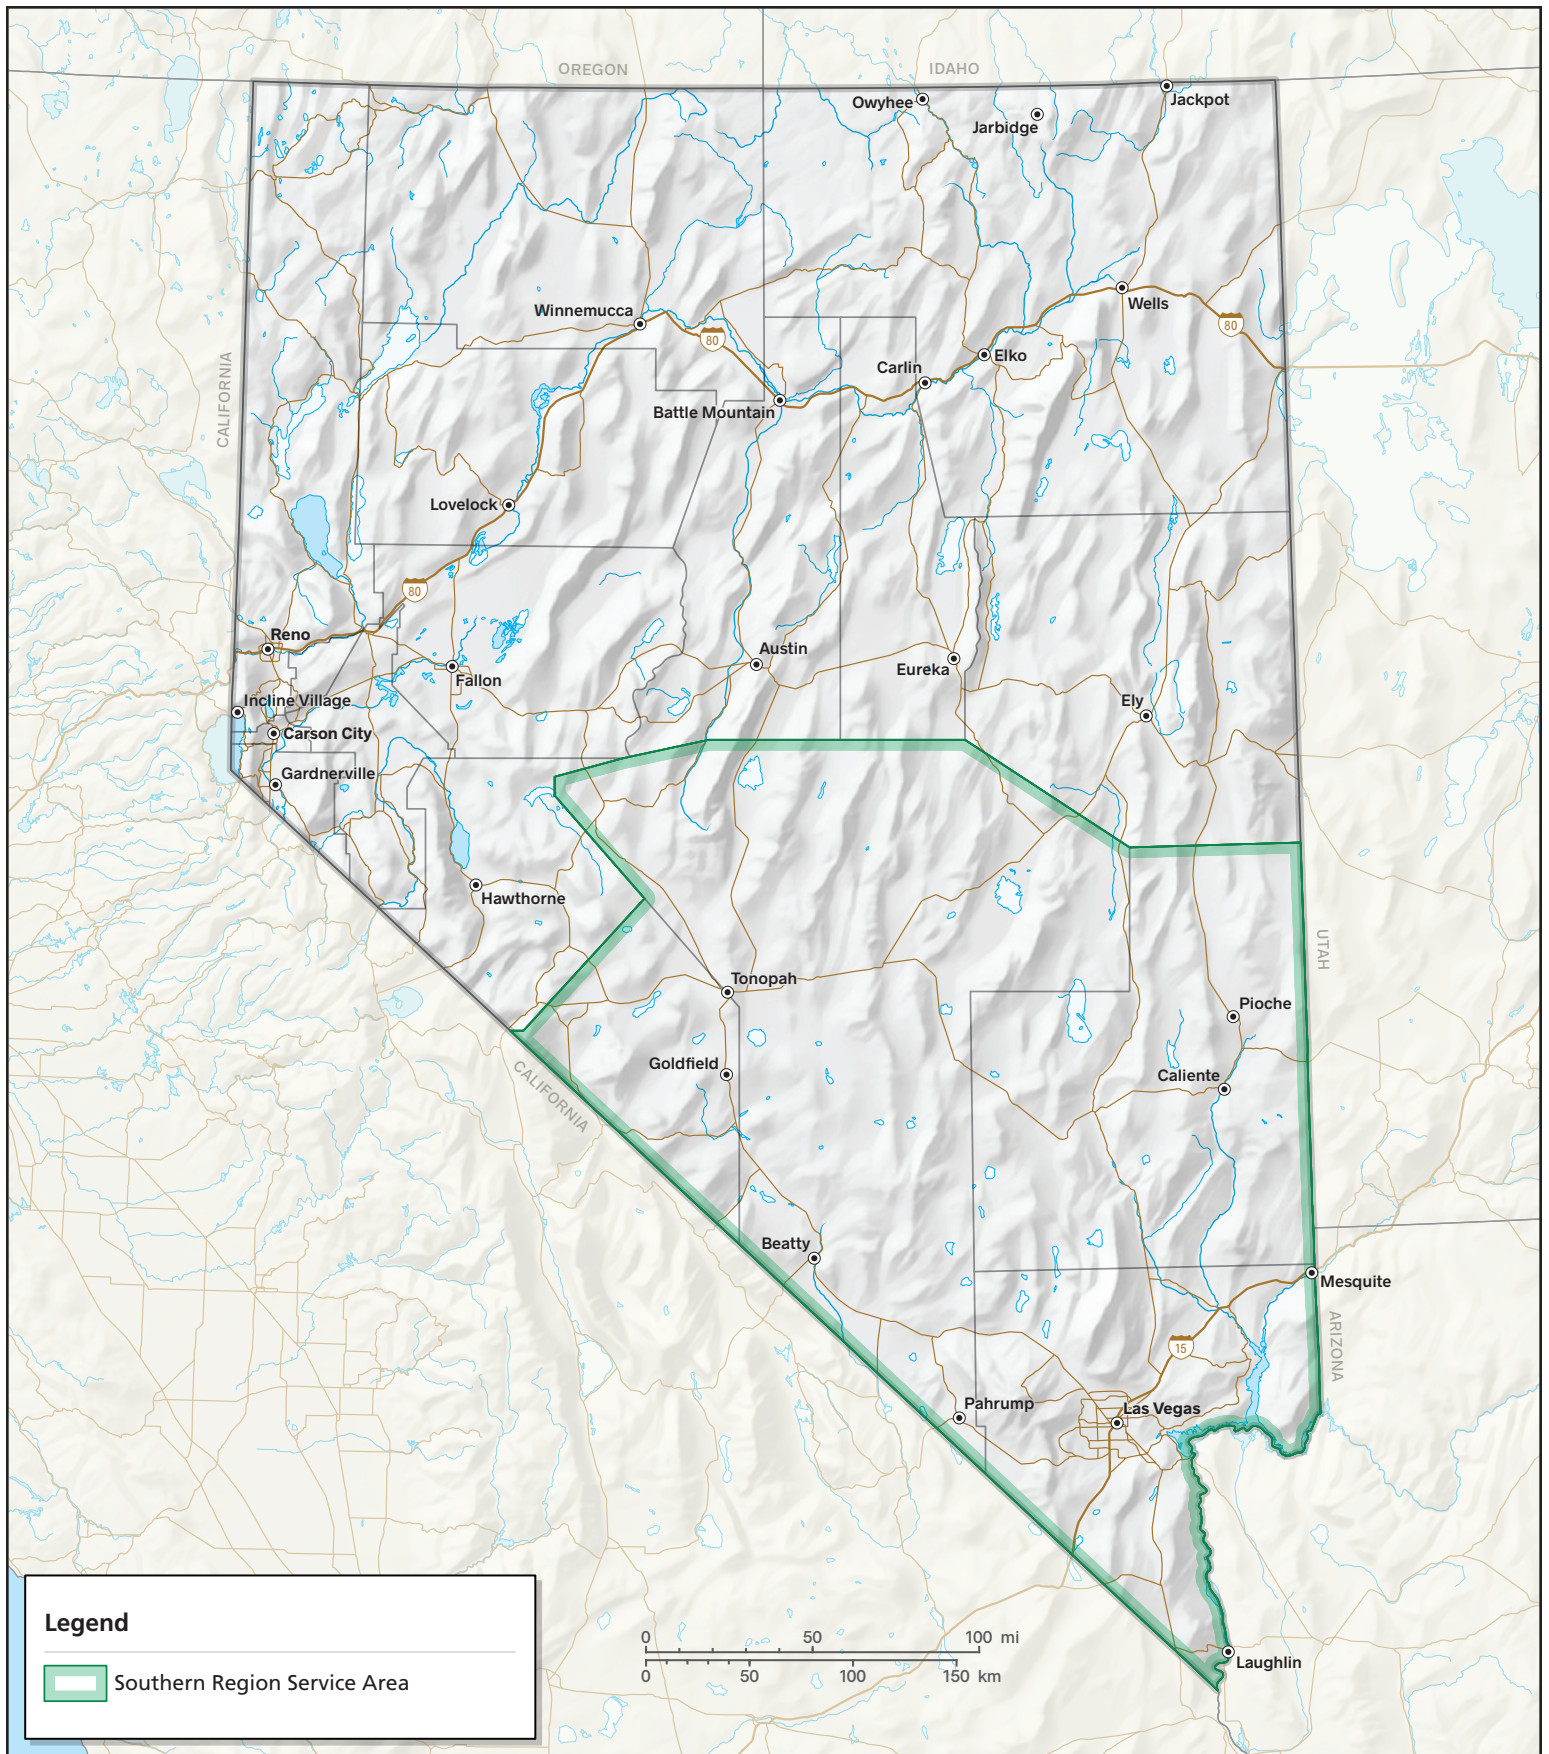 OREGON
IDAHO
Owyhee
Jackpot
Jarbidge
Wells
80
Winnemucca
80
Elko
Carlin
CALIFORNIA
Battle Mountain
Lovelock
80
Reno
Austin
Eureka
Fallon
Incline Village
Ely
Carson City
Gardnerville
Hawthorne
UTAH
Tonopah
Pioche
Goldfield
Caliente
CALIFORNIA
Beatty
Mesquite
ARIZONA
15
Pahrump
Las Vegas
Laughlin
Legend
Southern Region Service Area
0 50 100 mi
0 50 100 150 km